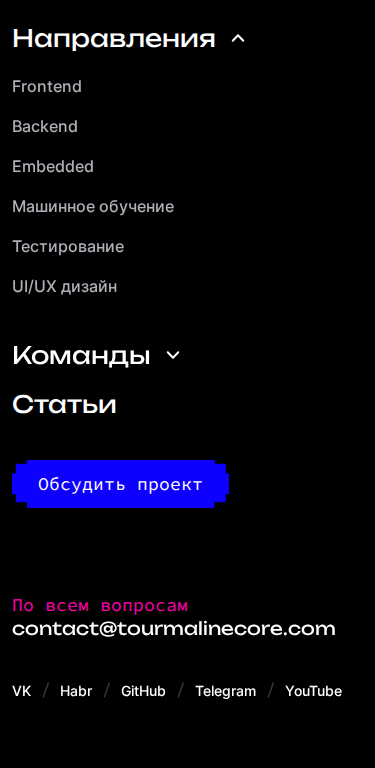 Направления
Frontend
Backend
Embedded
Машинное обучение
Тестирование
UI/UX дизайн
Команды
Статьи
Обсудить проект
По всем вопросам
contact@tourmalinecore.com
VK / Habr / GitHub / Telegram / YouTube